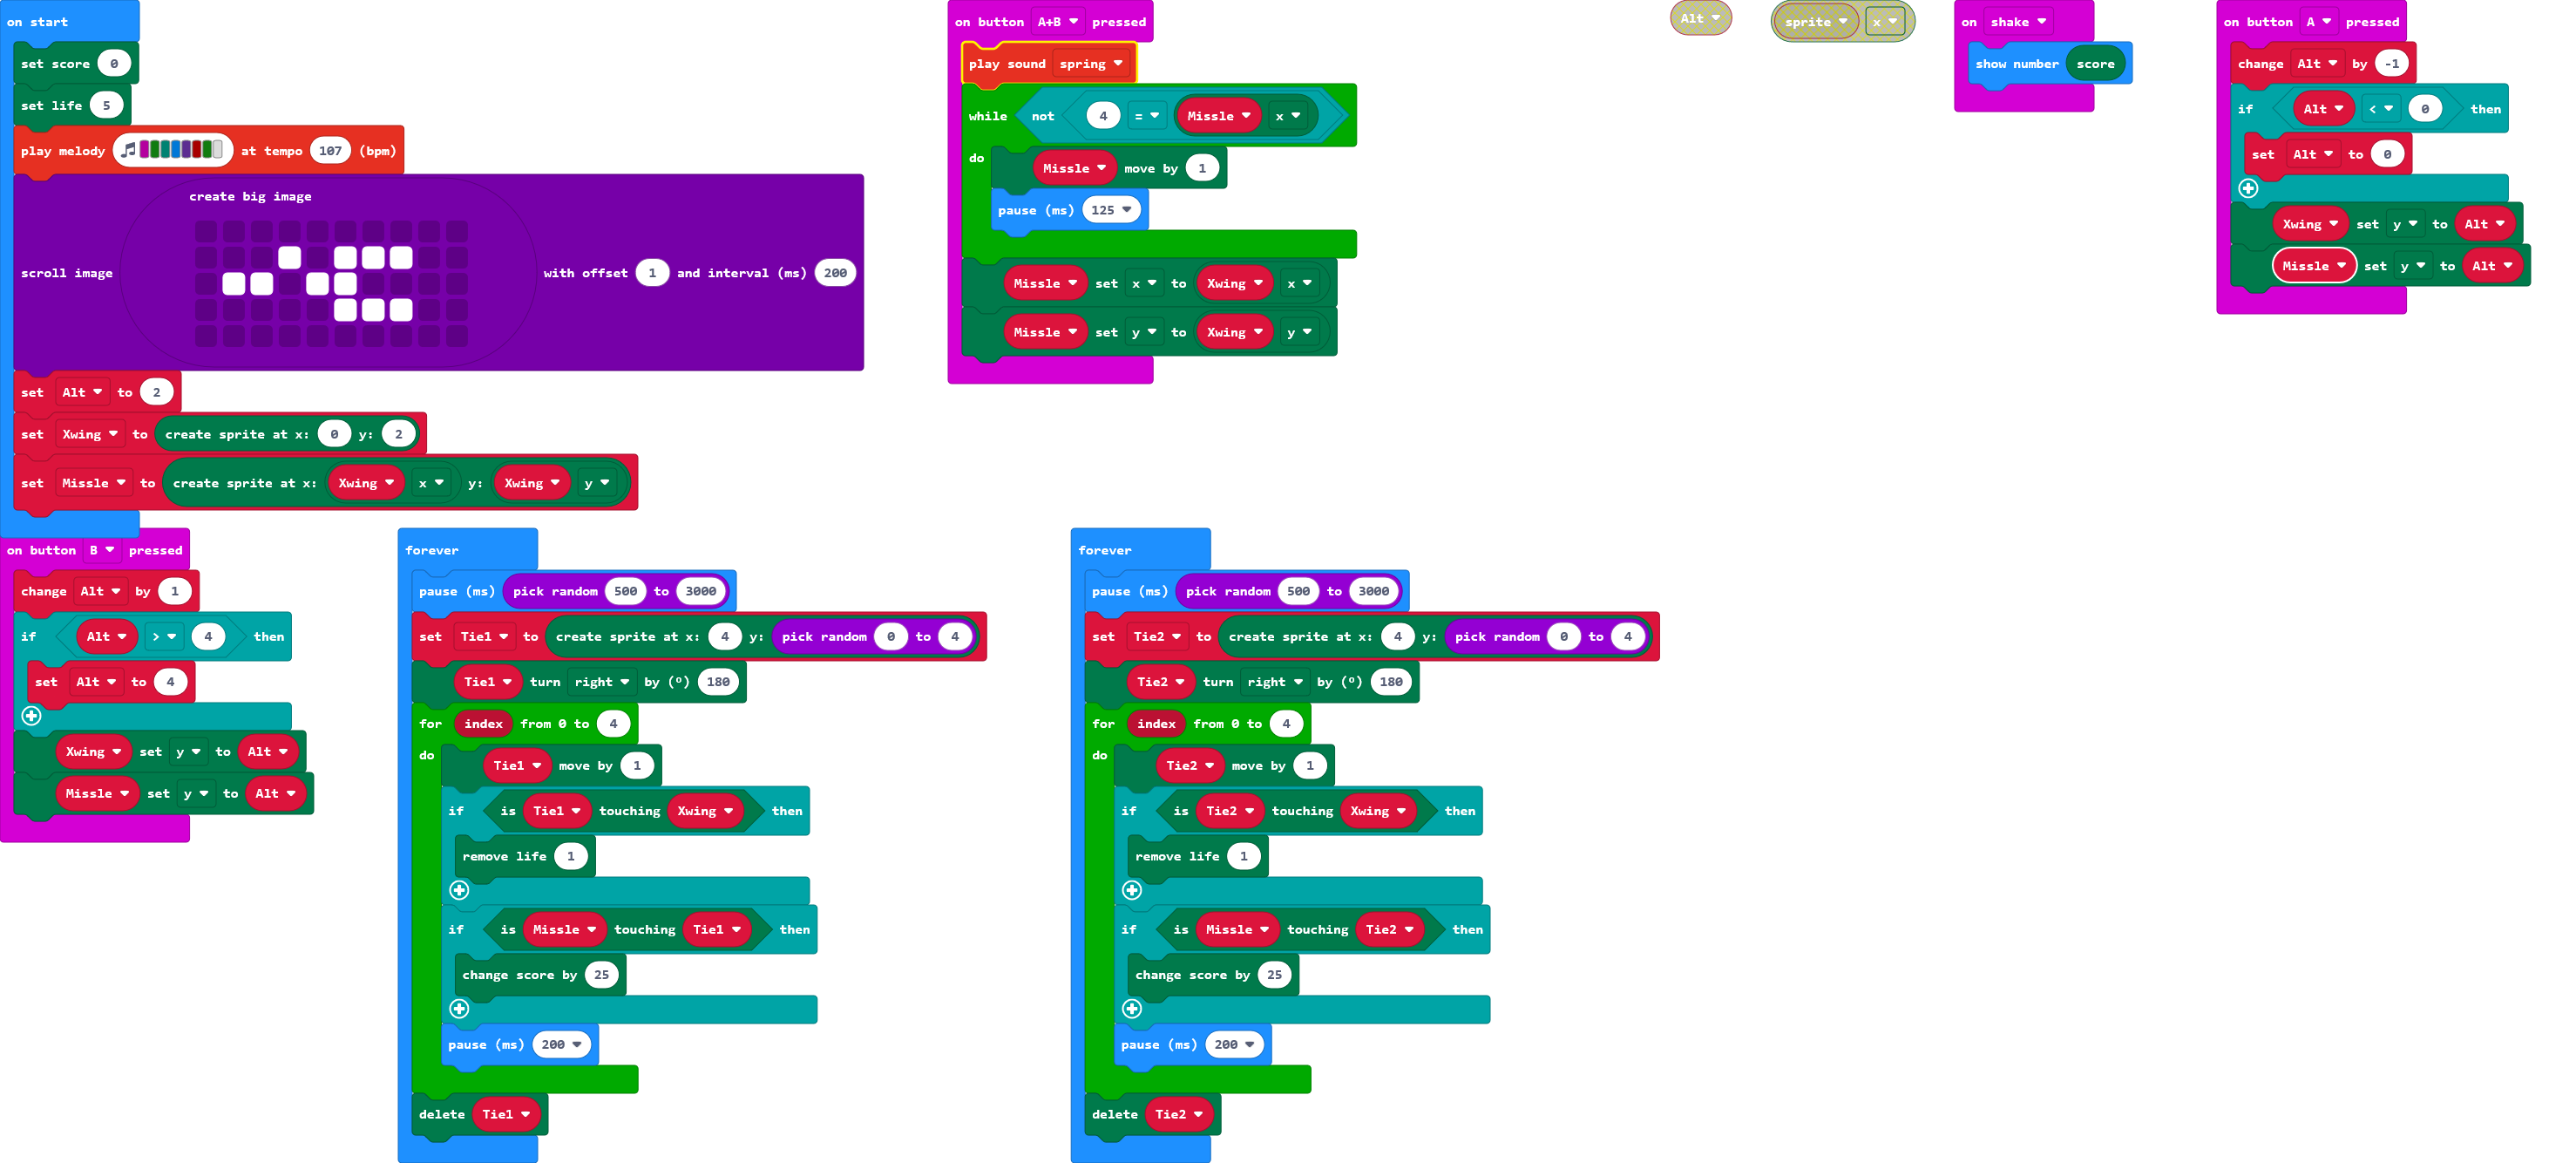 on start
set score 0
set life 5
play melody at tempo 107 (bpm)
create big image
scroll image with offset 1 and interval (ms) 200
set Alt to 2
set Xwing to create sprite at x: 0 y: 2
set Missle to create sprite at x: Xwing x y: Xwing y
on button A+B pressed
play sound spring
while not 4 = Missle x
do Missle move by 1
pause (ms) 125
Missle set x to Xwing x
Missle set y to Xwing y
Alt
sprite x
on shake
show number score
on button A pressed
change Alt by -1
if Alt < 0 then
set Alt to 0
Xwing set y to Alt
Missle set y to Alt
on button B pressed
change Alt by 1
if Alt > 4 then
set Alt to 4
Xwing set y to Alt
Missle set y to Alt
forever
pause (ms) pick random 500 to 3000
set Tie1 to create sprite at x: 4 y: pick random 0 to 4
Tie1 turn right by (º) 180
for index from 0 to 4
do Tie1 move by 1
if is Tie1 touching Xwing then
remove life 1
if is Missle touching Tie1 then
change score by 25
pause (ms) 200
delete Tie1
forever
pause (ms) pick random 500 to 3000
set Tie2 to create sprite at x: 4 y: pick random 0 to 4
Tie2 turn right by (º) 180
for index from 0 to 4
do Tie2 move by 1
if is Tie2 touching Xwing then
remove life 1
if is Missle touching Tie2 then
change score by 25
pause (ms) 200
delete Tie2